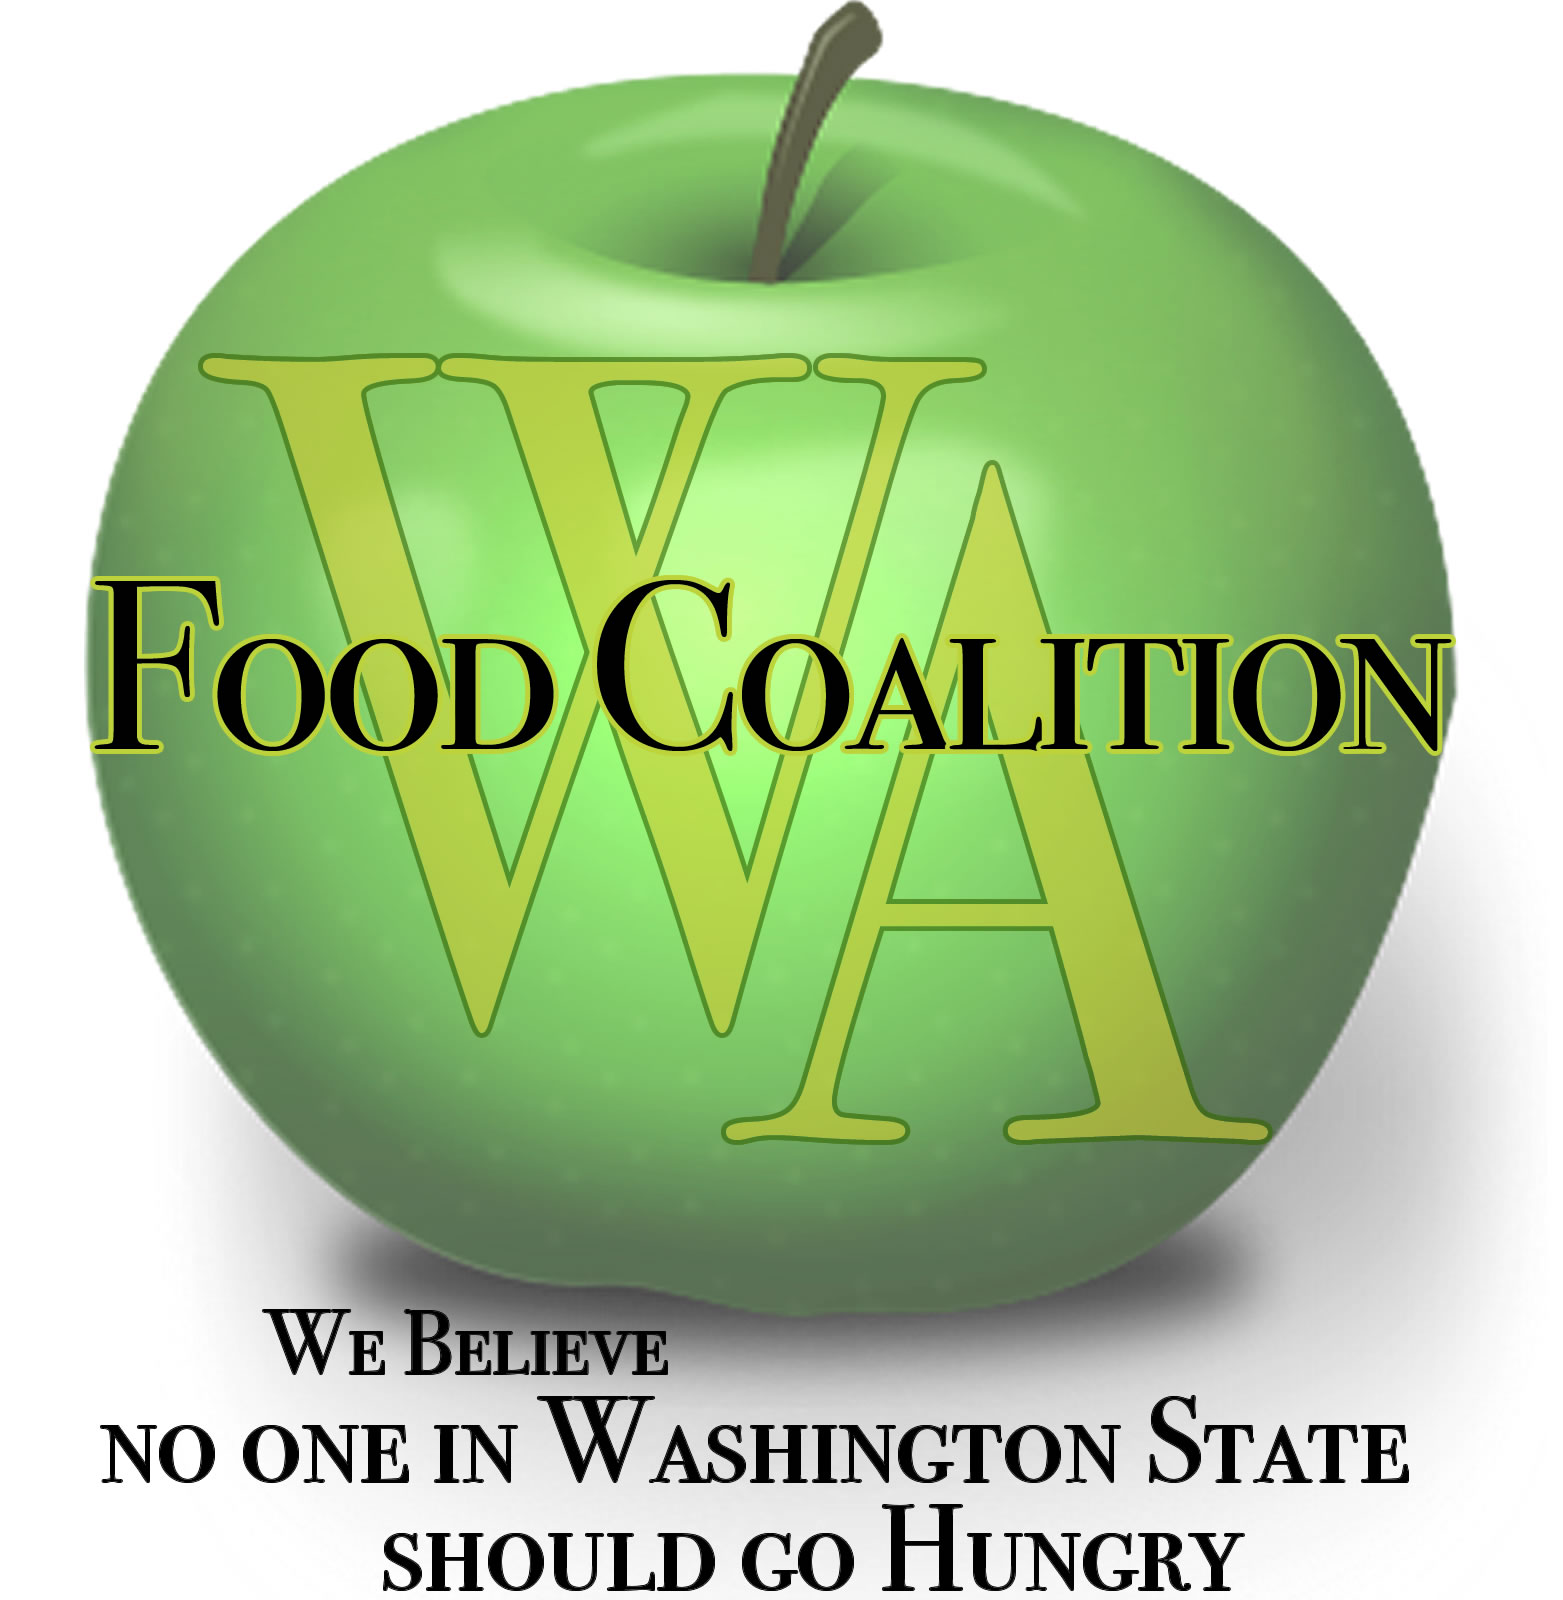 WA
Food Coalition
We Believe
no one in Washington State
should go Hungry